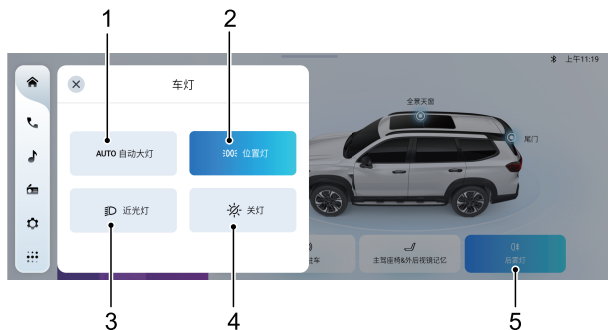 1
2
上午11:19
车灯
全景天窗
尾门
AUTO 自动大灯
位置灯
近光灯
关灯
驻车
主驾座椅&外后视镜记忆
后雾灯
3
4
5